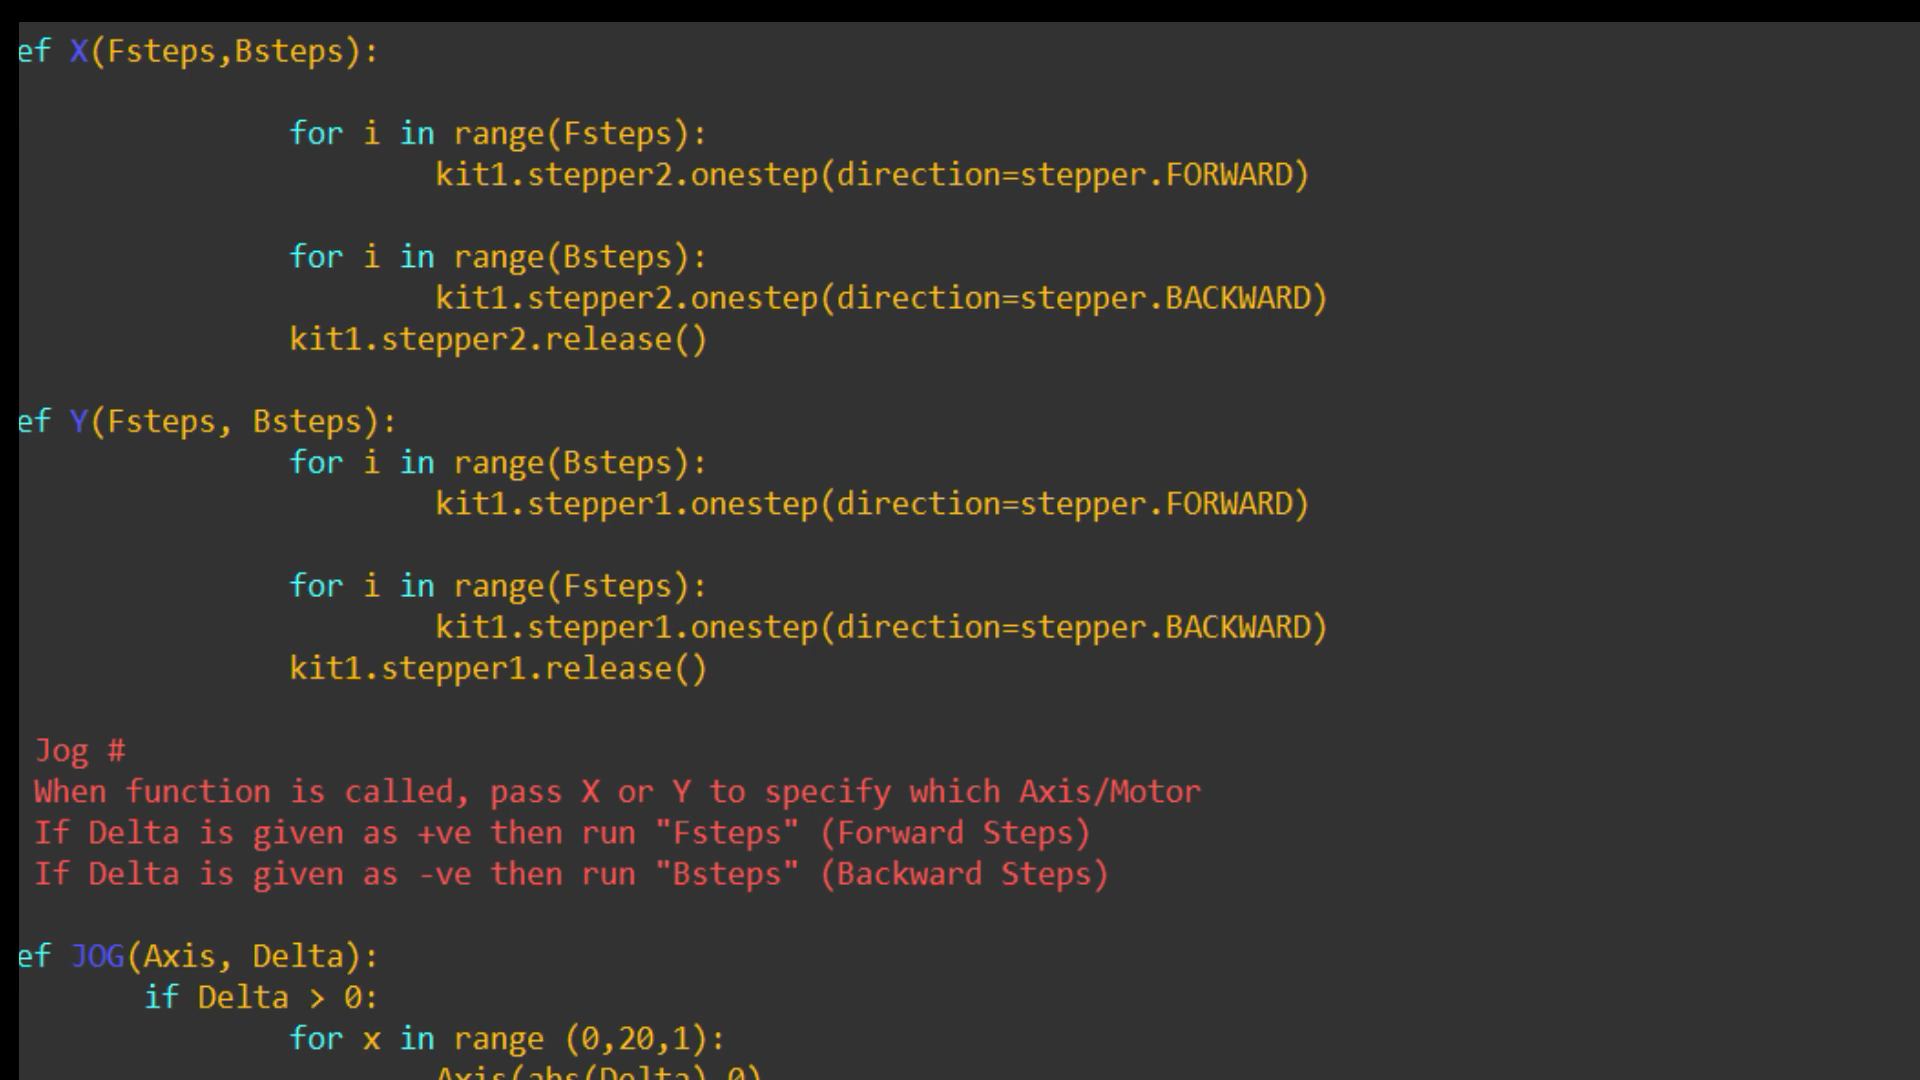 ef X(Fsteps,Bsteps):
for i in range(Fsteps):
kit1.stepper2.onestep(direction=stepper.FORWARD)
for i in range(Bsteps):
kit1.stepper2.onestep(direction=stepper.BACKWARD)
kit1.stepper2.release()
ef Y(Fsteps, Bsteps):
for i in range(Bsteps):
kit1.stepper1.onestep(direction=stepper.FORWARD)
for i in range(Fsteps):
kit1.stepper1.onestep(direction=stepper.BACKWARD)
kit1.stepper1.release()
Jog #
When function is called, pass X or Y to specify which Axis/Motor
If Delta is given as +ve then run "Fsteps" (Forward Steps)
If Delta is given as -ve then run "Bsteps" (Backward Steps)
ef JOG(Axis, Delta):
if Delta > 0:
for x in range (0,20,1):
Axis(abs(Delta),0)